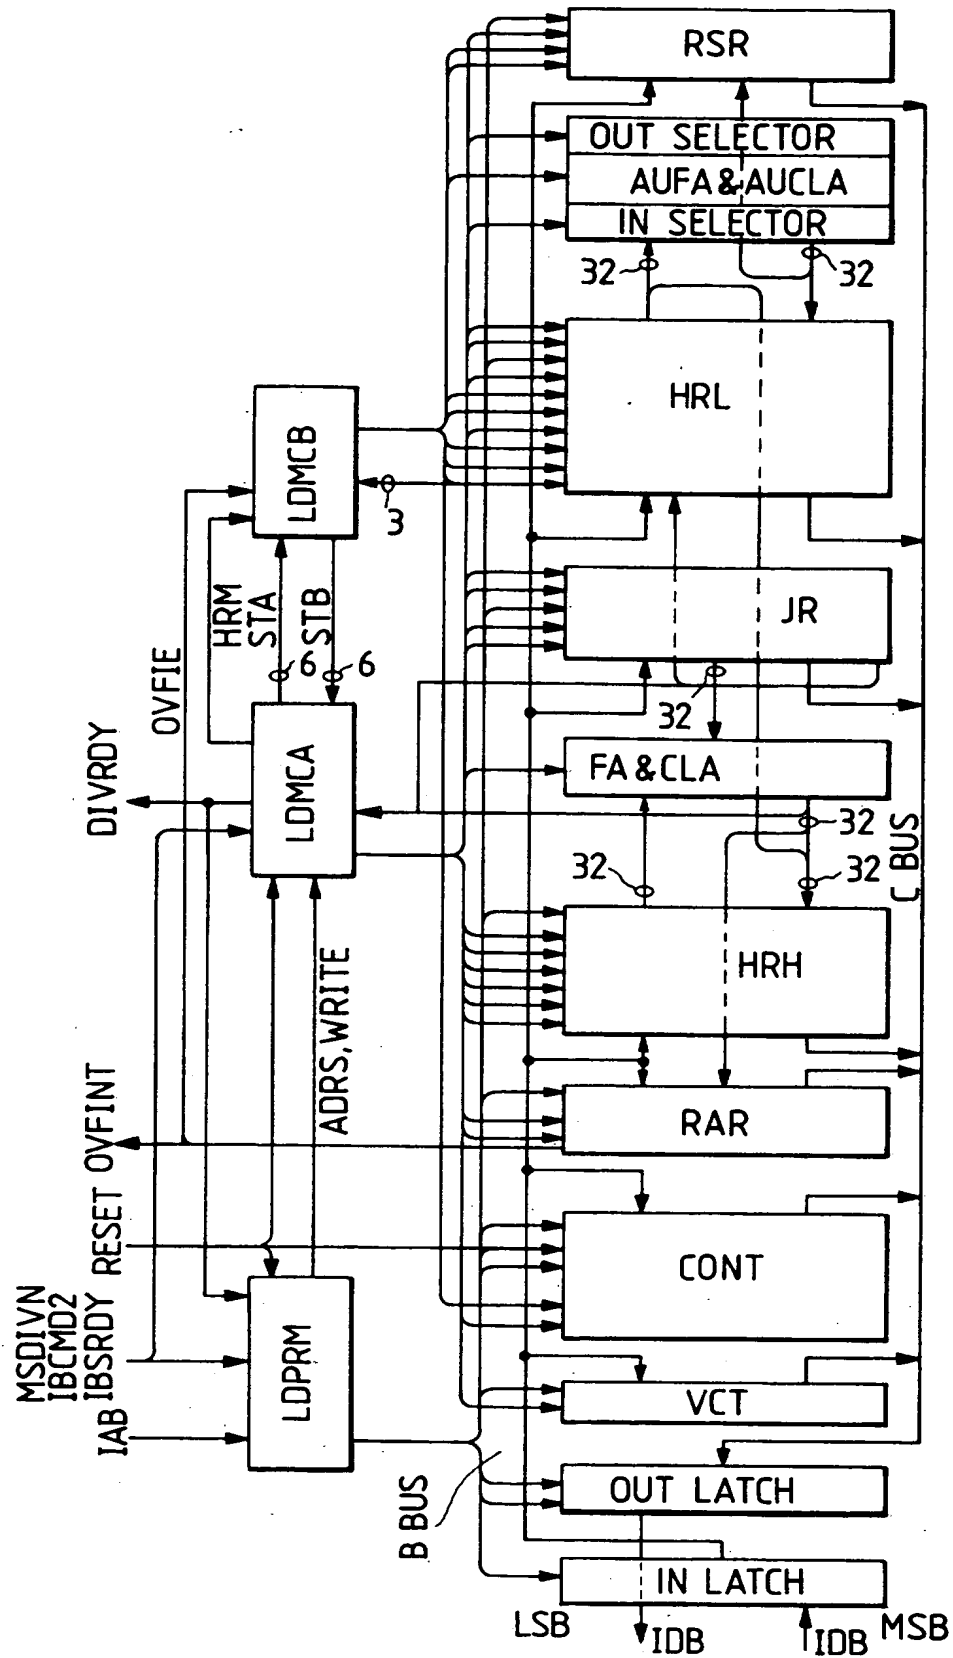 RSR
OUT SELECTOR
AUFA & AUCLA
IN SELECTOR
32
32
HRL
LDMCB
3
HRM
STA
STB
6
6
OVFIE
JR
32
DIVRDY
LDMCA
FA & CLA
32
32
32
C BUS
HRH
ADRS, WRITE
OVFINT
RAR
RESET
CONT
MSDIVN
IBCMD2
IBSRDY
LDPRM
IAB
VCT
B BUS
OUT LATCH
IN LATCH
LSB
IDB
IDB
MSB